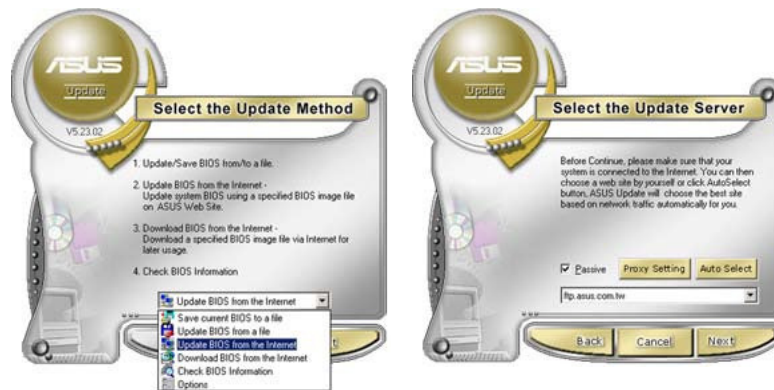 ASUS
Update
V5.23.02
Select the Update Method
1. Update/Save BIOS from/to a file.
2. Update BIOS from the Internet -
Update system BIOS using a specified BIOS image file
on ASUS Web Site.
3. Download BIOS from the Internet -
Download a specified BIOS image file via Internet for
later usage.
4. Check BIOS Information
Update BIOS from the Internet
Save current BIOS to a file
Update BIOS from a file
Update BIOS from the Internet
Download BIOS from the Internet
Check BIOS Information
Options
t
ASUS
Update
V5.23.02
Select the Update Server
Before Continue, please make sure that your
system is connected to the Internet. You can then
choose a web site by yourself or click AutoSelect
button, ASUS Update will choose the best site
based on network traffic automatically for you.
Passive
Proxy Setting
Auto Select
ftp.asus.com.tw
Back
Cancel
Next